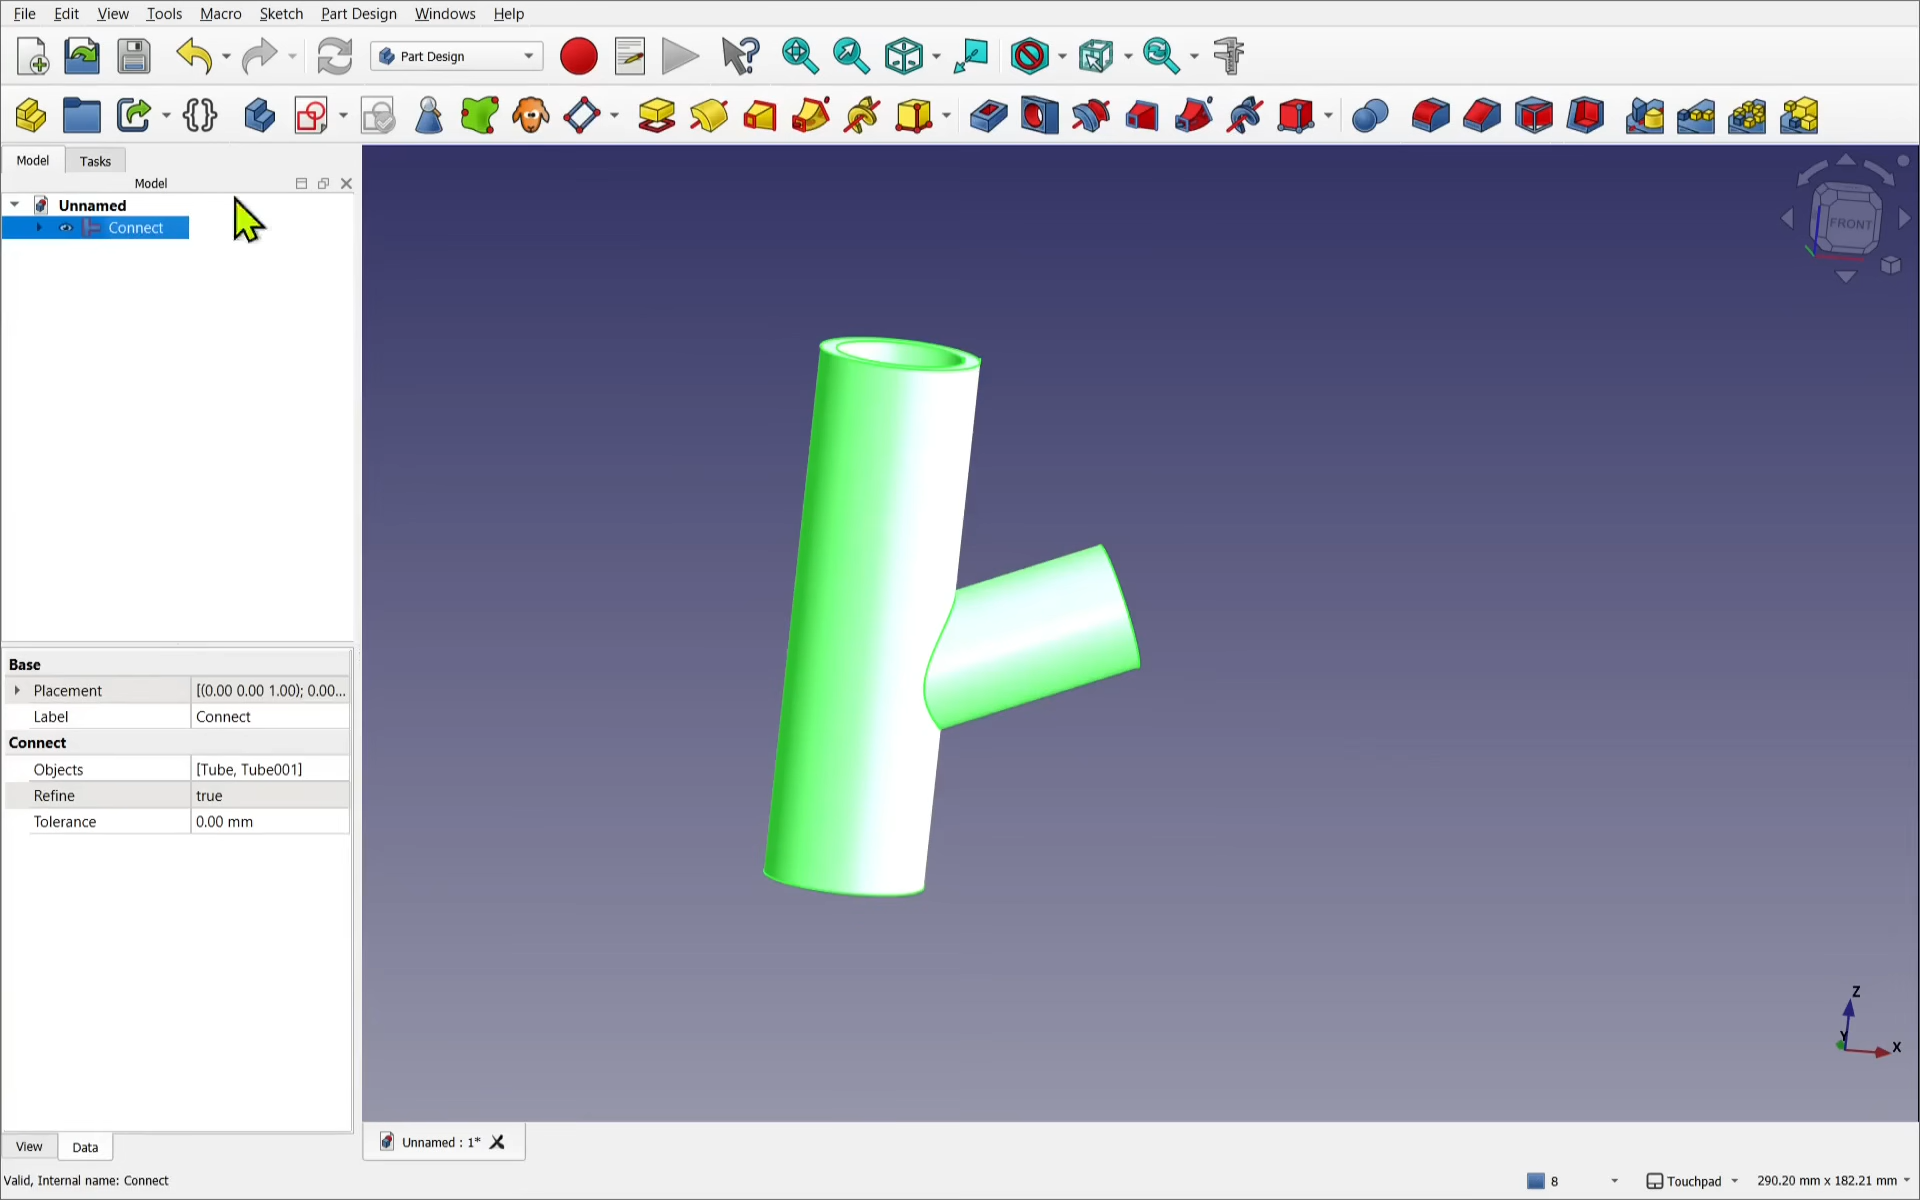 File Edit View Tools Macro Sketch Part Design Windows Help
Part Design
Model Tasks
Model
Unnamed
Connect
FRONT
Base
Placement [(0.00 0.00 1.00); 0.00...
Label Connect
Connect
Objects [Tube, Tube001]
Refine true
Tolerance 0.00 mm
Z
Y
X
View Data
Unnamed : 1*
Valid, Internal name: Connect
8 Touchpad 290.20 mm x 182.21 mm